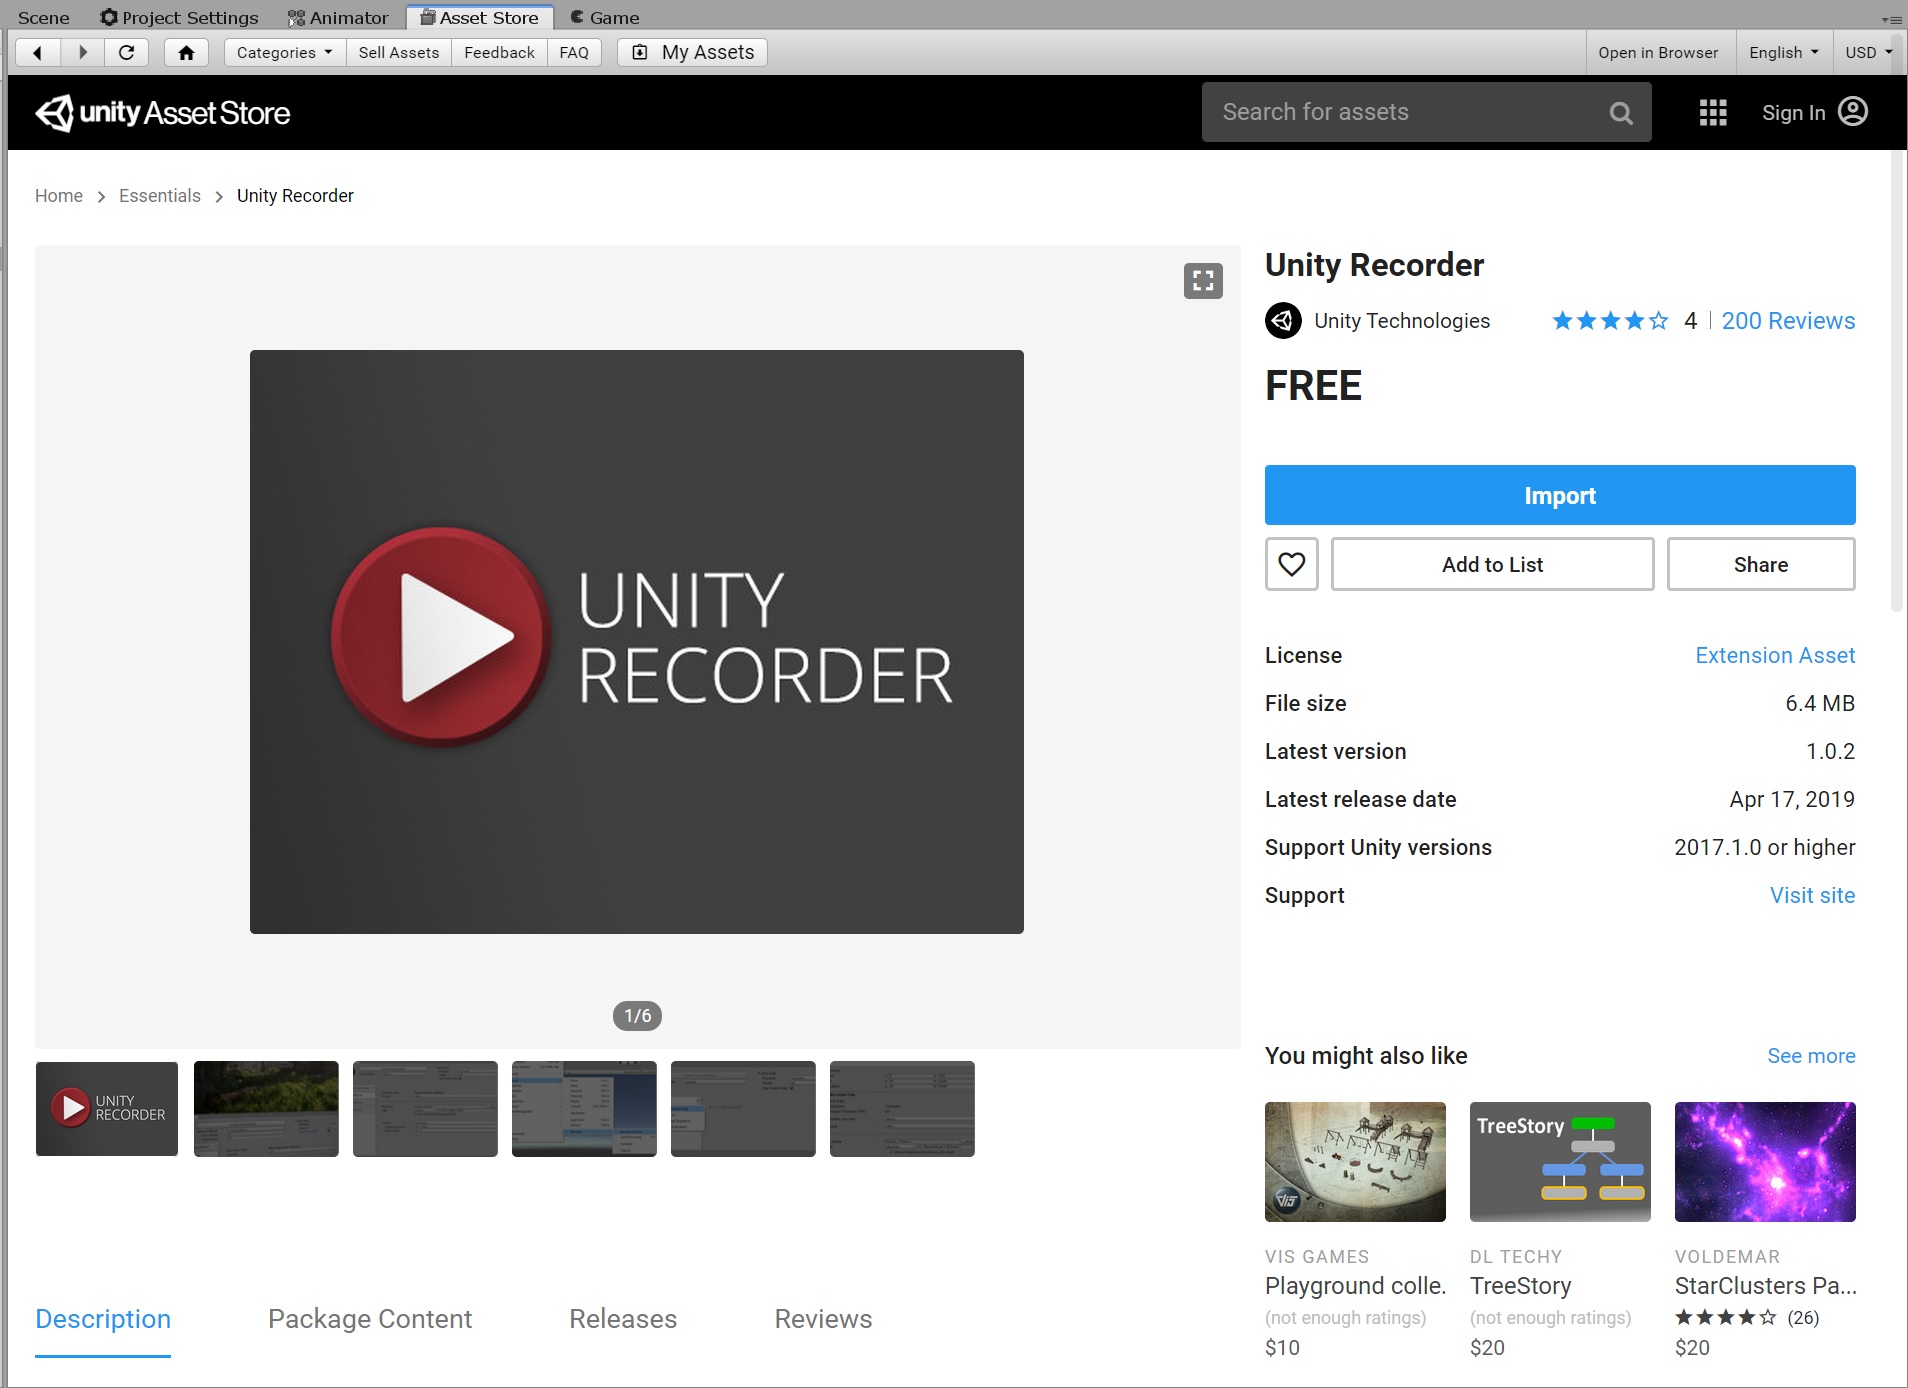 Scene Project Settings Animator Asset Store Game
Categories Sell Assets Feedback FAQ My Assets Open in Browser English USD
unity Asset Store Search for assets Sign In
Home Essentials Unity Recorder
Unity Recorder
Unity Technologies 4 200 Reviews
FREE
UNITY
RECORDER
Import
Add to List Share
License Extension Asset
File size 6.4 MB
Latest version 1.0.2
Latest release date Apr 17, 2019
Support Unity versions 2017.1.0 or higher
Support Visit site
1/6
UNITY
RECORDER
You might also like See more
TreeStory
VIS
VIS GAMES DL TECHY VOLDEMAR
Playground colle. TreeStory StarClusters Pa...
(not enough ratings) (not enough ratings) (26)
$10 $20 $20
Description Package Content Releases Reviews